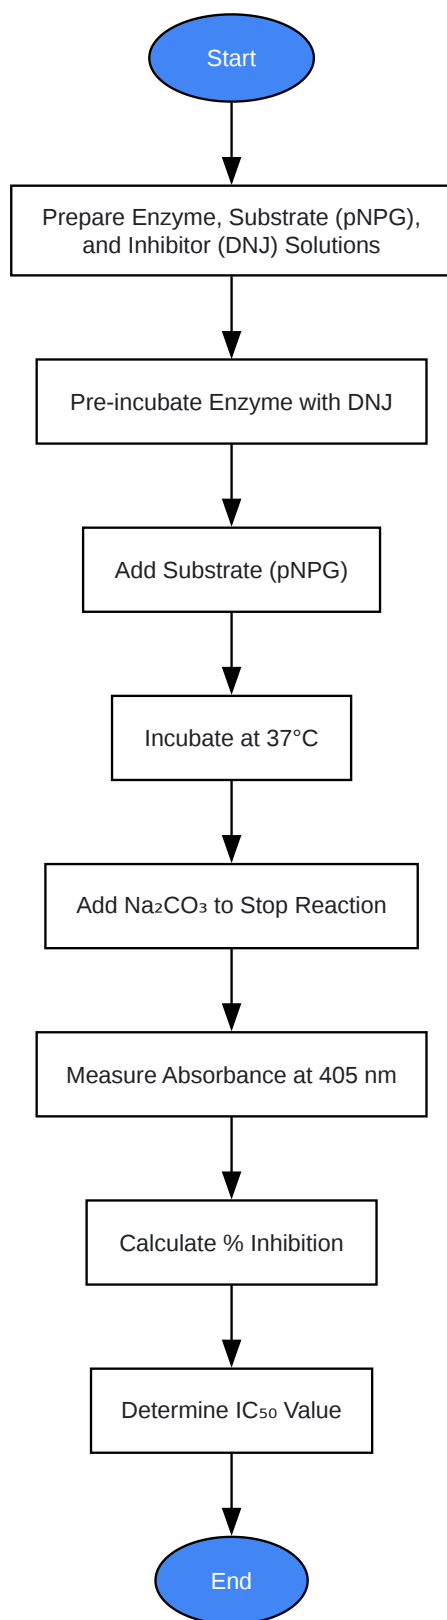 Start
Prepare Enzyme, Substrate (pNPG),
and Inhibitor (DNJ) Solutions
Pre-incubate Enzyme with DNJ
Add Substrate (pNPG)
Incubate at 37°C
Add Na₂CO₃ to Stop Reaction
Measure Absorbance at 405 nm
Calculate % Inhibition
Determine IC₅₀ Value
End